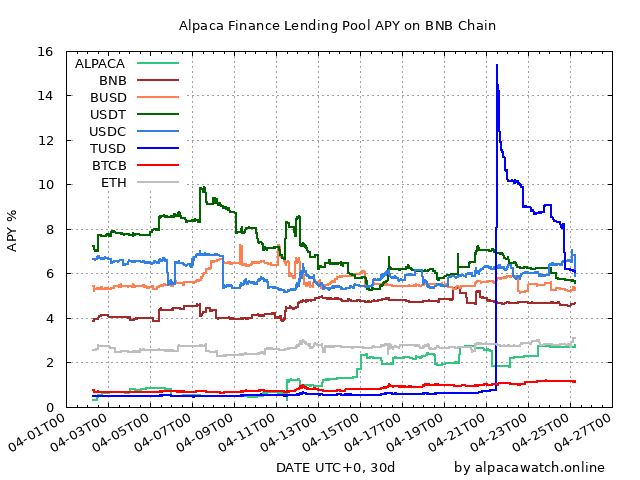 Alpaca Finance Lending Pool APY on BNB Chain
APY %
16
14
12
10
8
6
4
2
0
ALPACA
BNB
BUSD
USDT
USDC
TUSD
BTCB
ETH
04-01T00
04-03T00
04-05T00
04-07T00
04-09T00
04-11T00
04-13T00
04-15T00
04-17T00
04-19T00
04-21T00
04-23T00
04-25T00
04-27T00
DATE UTC+0, 30d
by alpacawatch.online